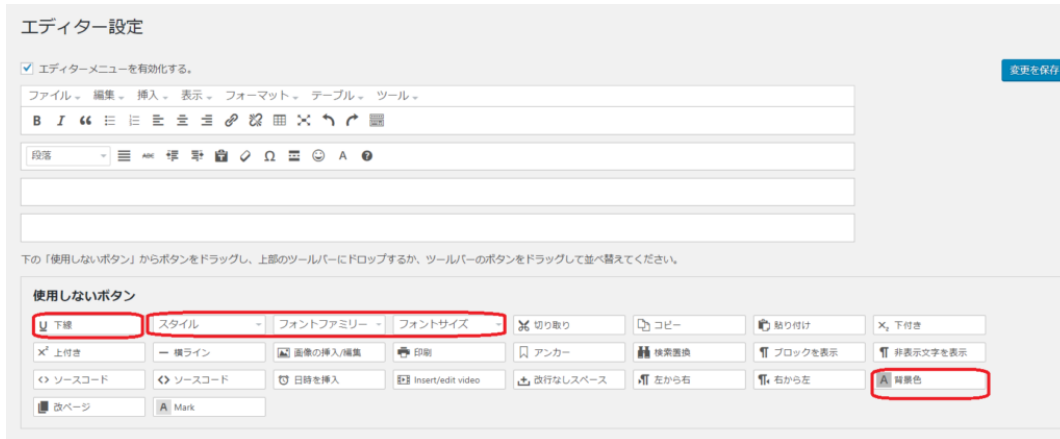 エディター設定
エディターメニューを有効化する。
変更を保存
ファイル 編集 挿入 表示 フォーマット テーブル ツール
B I
段落 ABC Ω A
下の「使用しないボタン」からボタンをドラッグし、上部のツールバーにドロップするか、ツールバーのボタンをドラッグして並べ替えてください。
使用しないボタン
U 下線 スタイル フォントファミリー フォントサイズ 切り取り コピー 貼り付け X₂ 下付き
X² 上付き 横ライン 画像の挿入/編集 印刷 アンカー 検索置換 ブロックを表示 非表示文字を表示
ソースコード ソースコード 日時を挿入 Insert/edit video 改行なしスペース 左から右 右から左 A 背景色
改ページ A Mark